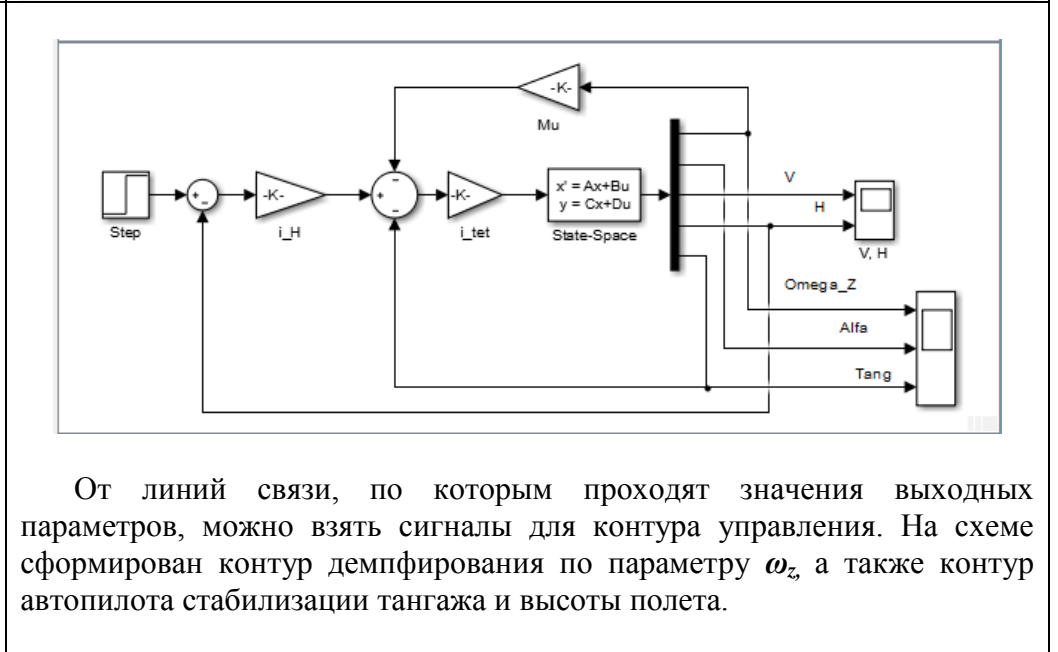 -K-
Mu
+
-
-K-
+
-
-
-K-
x' = Ax+Bu
y = Cx+Du
V
H
Step
i_H
i_tet
State-Space
V, H
Omega_Z
Alfa
Tang
От линий связи, по которым проходят значения выходных
параметров, можно взять сигналы для контура управления. На схеме
сформирован контур демпфирования по параметру ωz, а также контур
автопилота стабилизации тангажа и высоты полета.